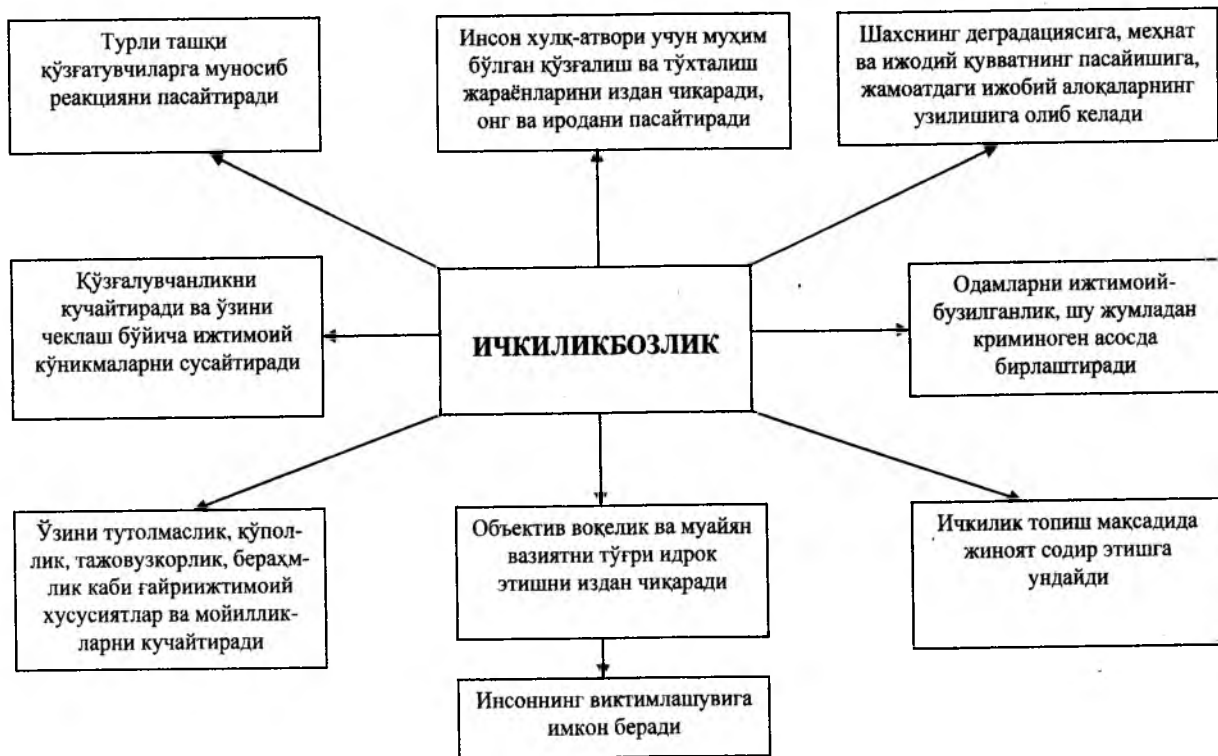 Турли ташқи
қўзғатувчиларга муносиб
реакцияни пасайтиради
Инсон хулқ-атвори учун муҳим
бўлган қўзғалиш ва тўхталиш
жараёнларини издан чиқаради,
онг ва иродани пасайтиради
Шахснинг деградациясига, меҳнат
ва ижодий қувватнинг пасайишига,
жамоатдаги ижобий алоқаларнинг
узилишига олиб келади
Қўзғалувчанликни
кучайтиради ва ўзини
чеклаш бўйича ижтимоий
кўникмаларни сусайтиради
ИЧКИЛИКБОЗЛИК
Одамларни ижтимоий-
бузилганлик, шу жумладан
криминоген асосда
бирлаштиради
Ўзини тутолмаслик, қўпол-
лик, тажовузкорлик, бераҳм-
лик каби ғайриижтимоий
хусусиятлар ва мойиллик-
ларни кучайтиради
Объектив воқелик ва муайян
вазиятни тўғри идрок
этишни издан чиқаради
Ичкилик топиш мақсадида
жиноят содир этишга
ундайди
Инсоннинг виктимлашувига
имкон беради